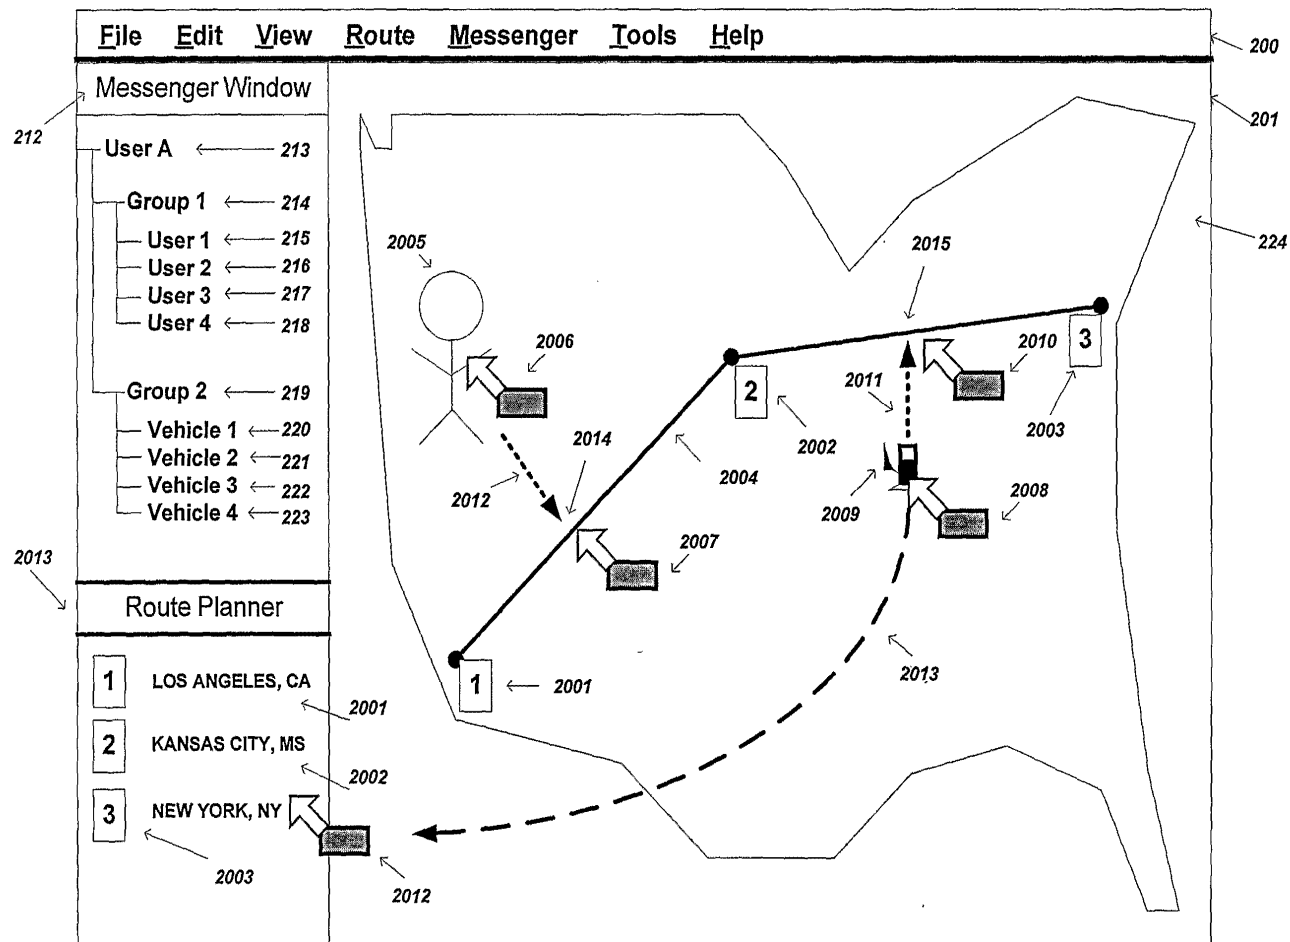 File Edit View Route Messenger Tools Help
200
Messenger Window
201
212
User A 213
Group 1 214
User 1 215
User 2 216
User 3 217
User 4 218
Group 2 219
Vehicle 1 220
Vehicle 2 221
Vehicle 3 222
Vehicle 4 223
2013
Route Planner
1 LOS ANGELES, CA
2001
2 KANSAS CITY, MS
2002
3 NEW YORK, NY
2003
2012
224
2005
2015
2006
2010
3
2011
2
2014
2002
2003
2012
2004
2009
2008
2007
2013
1
2001